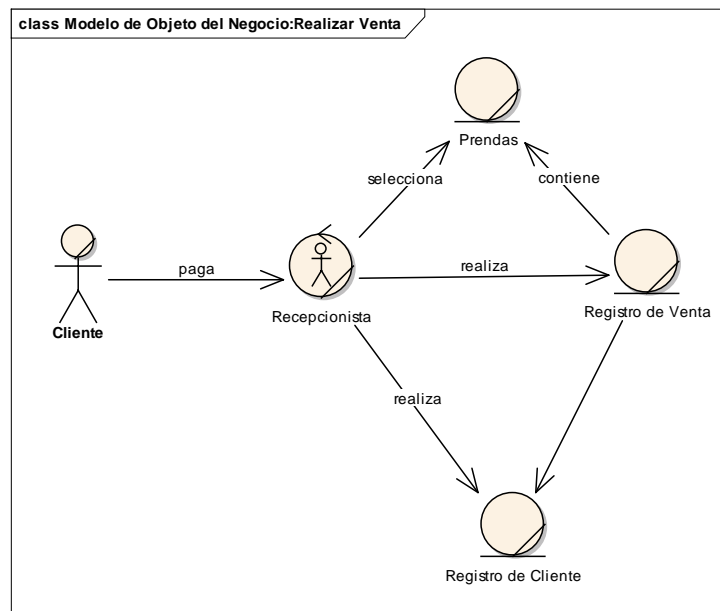 class Modelo de Objeto del Negocio:Realizar Venta
Prendas
selecciona
contiene
paga
realiza
Cliente
Recepcionista
Registro de Venta
realiza
Registro de Cliente